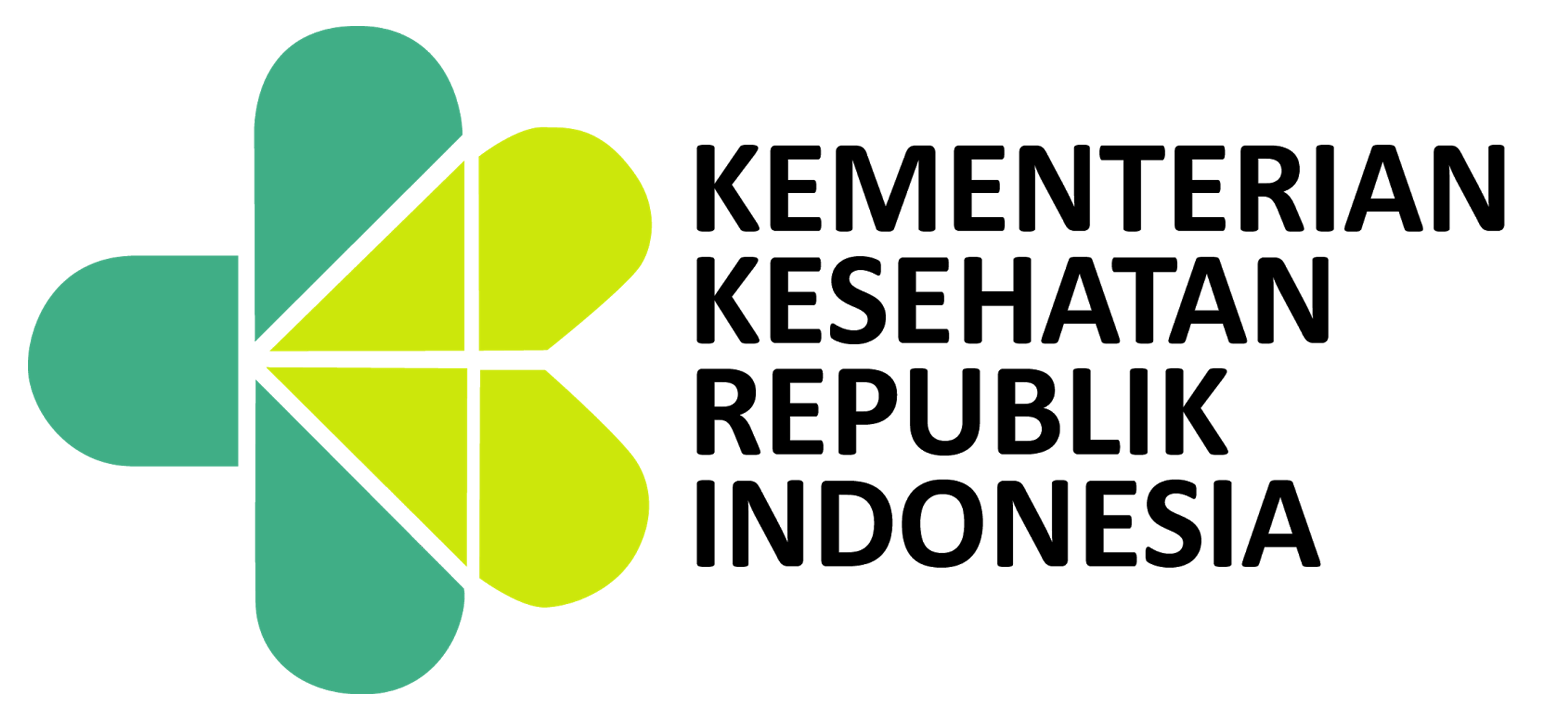 KEMENTERIAN
KESEHATAN
REPUBLIK
INDONESIA